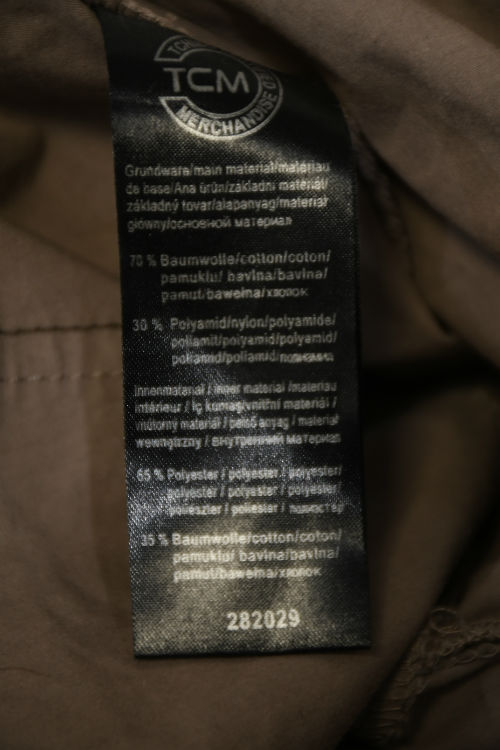 TCM
TCM
MERCHANDISE
Grundware/main material/matériau
de base/Ana ürün/základní materiál/
základný tovar/alapanyag/materiał
główny/основной материал
70 % Baumwolle/cotton/coton/
pamuklu/ bavlna/bavlna/
pamut/bawełna/хлопок
30 % Polyamid/nylon/polyamide/
poliamit/polyamid/polyamid/
poliamid/poliamid/полиамид
Innenmaterial / inner material /matériau
intérieur / iç kumaş/vnitřní materiál /
vnútorný materiál / belső anyag / materiał
wewnętrzny / внутренний материал
65 % Polyester / polyester / polyester/
polyester / polyester / polyester /
poliészter / poliester / полиэстер
35 % Baumwolle/cotton/coton/
pamuklu/ bavlna/bavlna/
pamut/bawełna/хлопок
282029